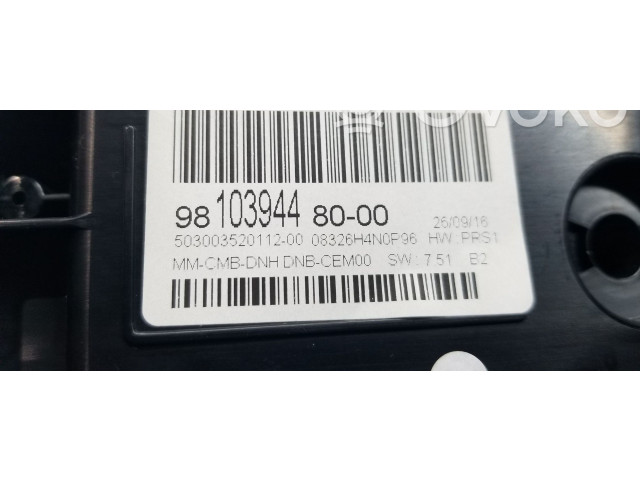 OVOKO
98 103944 80-00 26/09/16
503003520112-00 08326H4N0P96 HW: PRS1
MM-CMB-DNH DNB-CEM00 SW: 7.51 B2